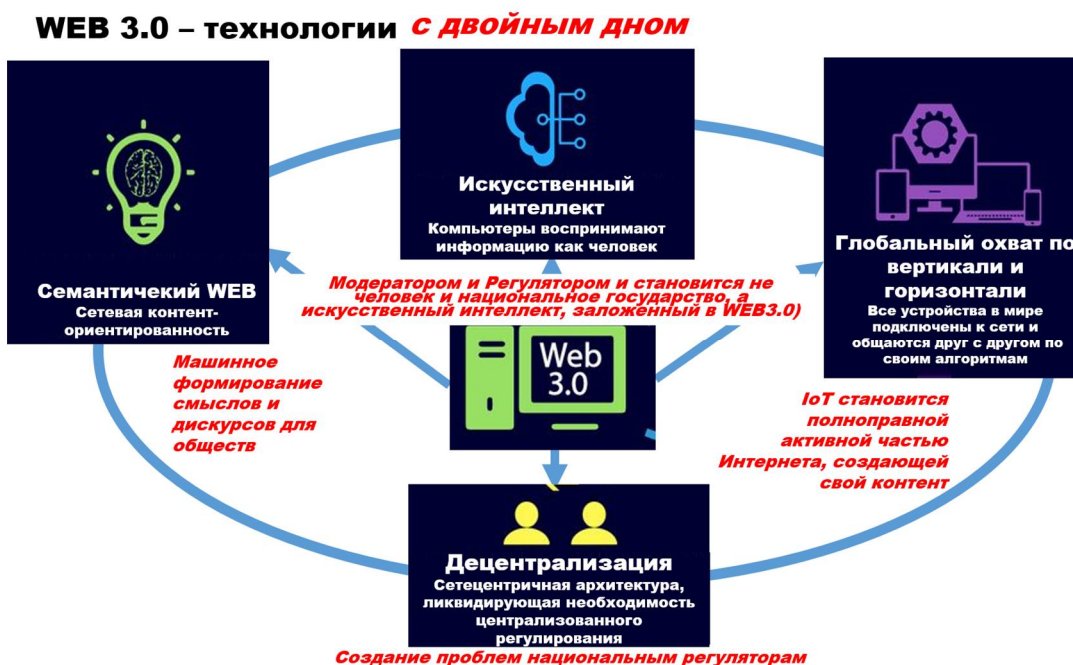 WEB 3.0 – технологии с двойным дном
Искусственный
интеллект
Компьютеры воспринимают
информацию как человек
Семантичекий WEB
Сетевая контент-
ориентированность
Глобальный охват по
вертикали и
горизонтали
Все устройства в мире
подключены к сети и
общаются друг с другом по
своим алгоритмам
Модератором и Регулятором и становится не
человек и национальное государство, а
искусственный интеллект, заложенный в WEB3.0)
Web
3.0
Машинное
формирование
смыслов и
дискурсов для
обществ
IoT становится
полноправной
активной частью
Интернета, создающей
свой контент
Децентрализация
Сетецентричная архитектура,
ликвидирующая необходимость
централизованного
регулирования
Создание проблем национальным регуляторам